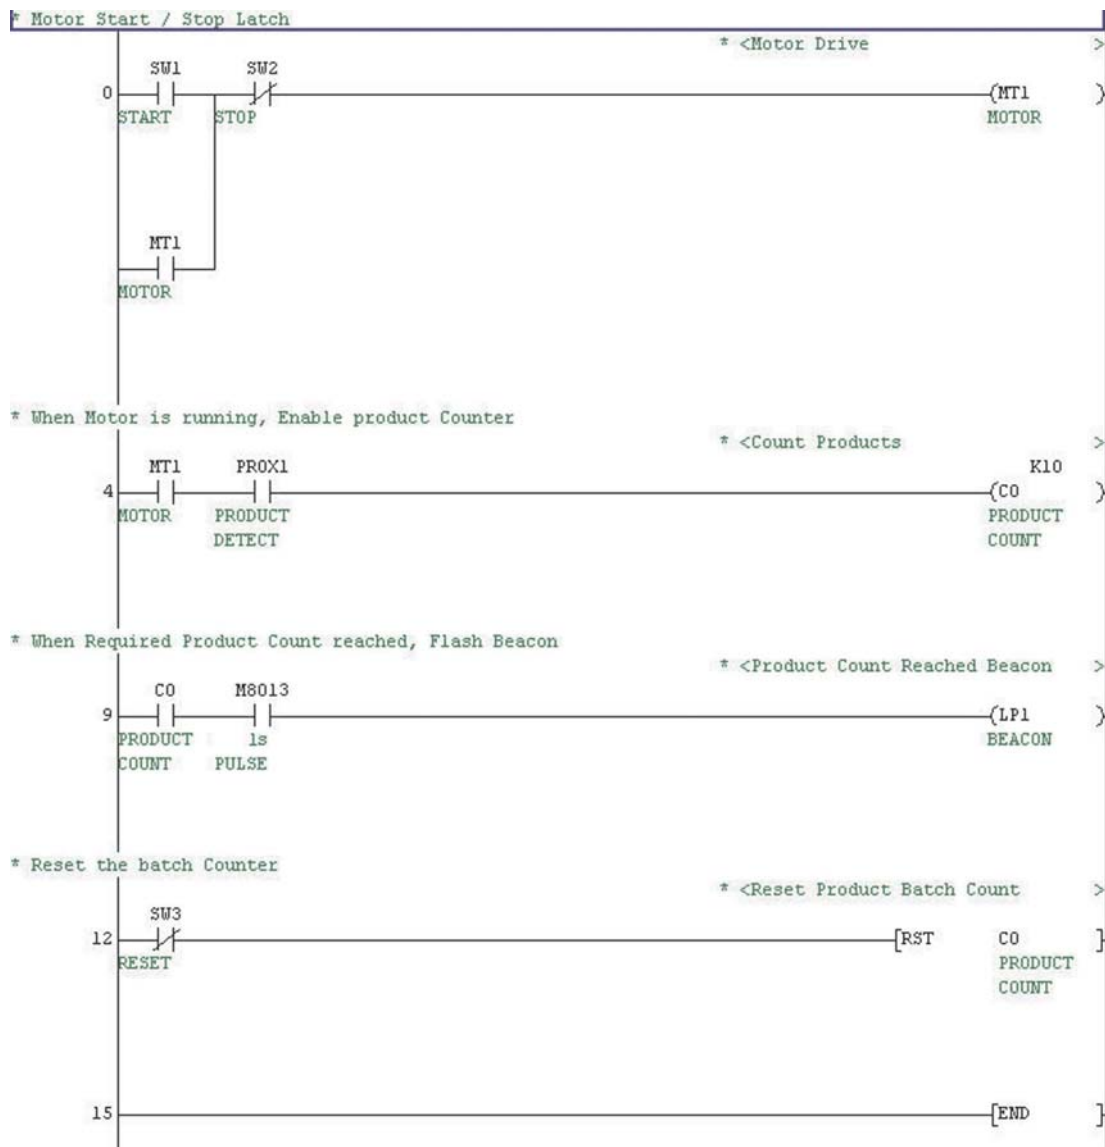 * Motor Start / Stop Latch
* <Motor Drive >
SW1 SW2
0 (MT1 )
START STOP MOTOR
MT1
MOTOR
* When Motor is running, Enable product Counter
* <Count Products >
MT1 PROX1 K10
4 (C0 )
MOTOR PRODUCT PRODUCT
DETECT COUNT
* When Required Product Count reached, Flash Beacon
* <Product Count Reached Beacon >
C0 M8013
9 (LP1 )
PRODUCT 1s BEACON
COUNT PULSE
* Reset the batch Counter
* <Reset Product Batch Count >
SW3
12 [RST C0 ]
RESET PRODUCT
COUNT
15 [END ]